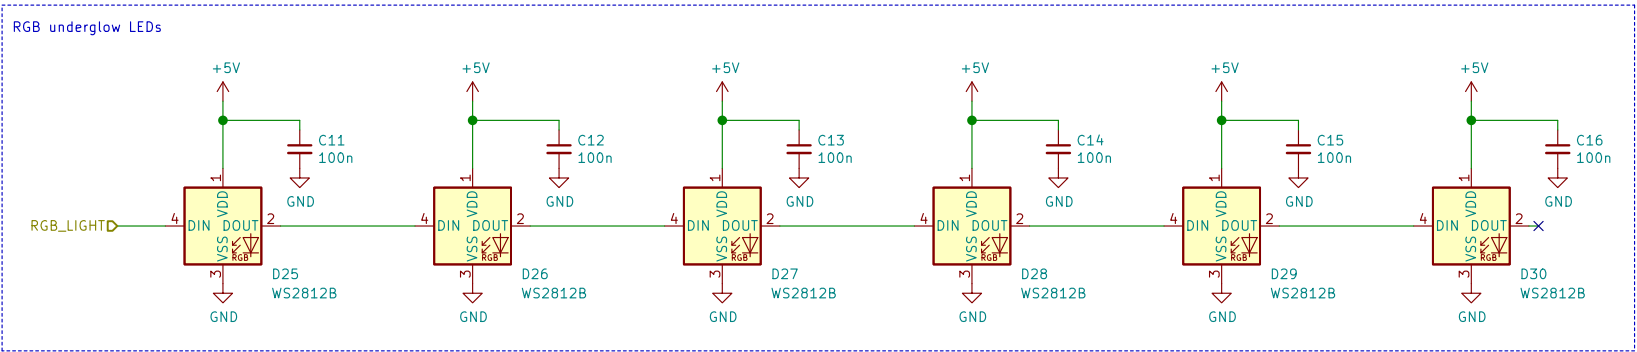 RGB underglow LEDs
+5V +5V +5V +5V +5V +5V
C11 C12 C13 C14 C15 C16
100n 100n 100n 100n 100n 100n
1 1 1 1 1 1
GND GND GND GND GND GND
VDD VDD VDD VDD VDD VDD
RGB_LIGHT 4 DIN DOUT 2 4 DIN DOUT 2 4 DIN DOUT 2 4 DIN DOUT 2 4 DIN DOUT 2 4 DIN DOUT 2
VSS VSS VSS VSS VSS VSS
RGB RGB RGB RGB RGB RGB
3 D25 3 D26 3 D27 3 D28 3 D29 3 D30
WS2812B WS2812B WS2812B WS2812B WS2812B WS2812B
GND GND GND GND GND GND